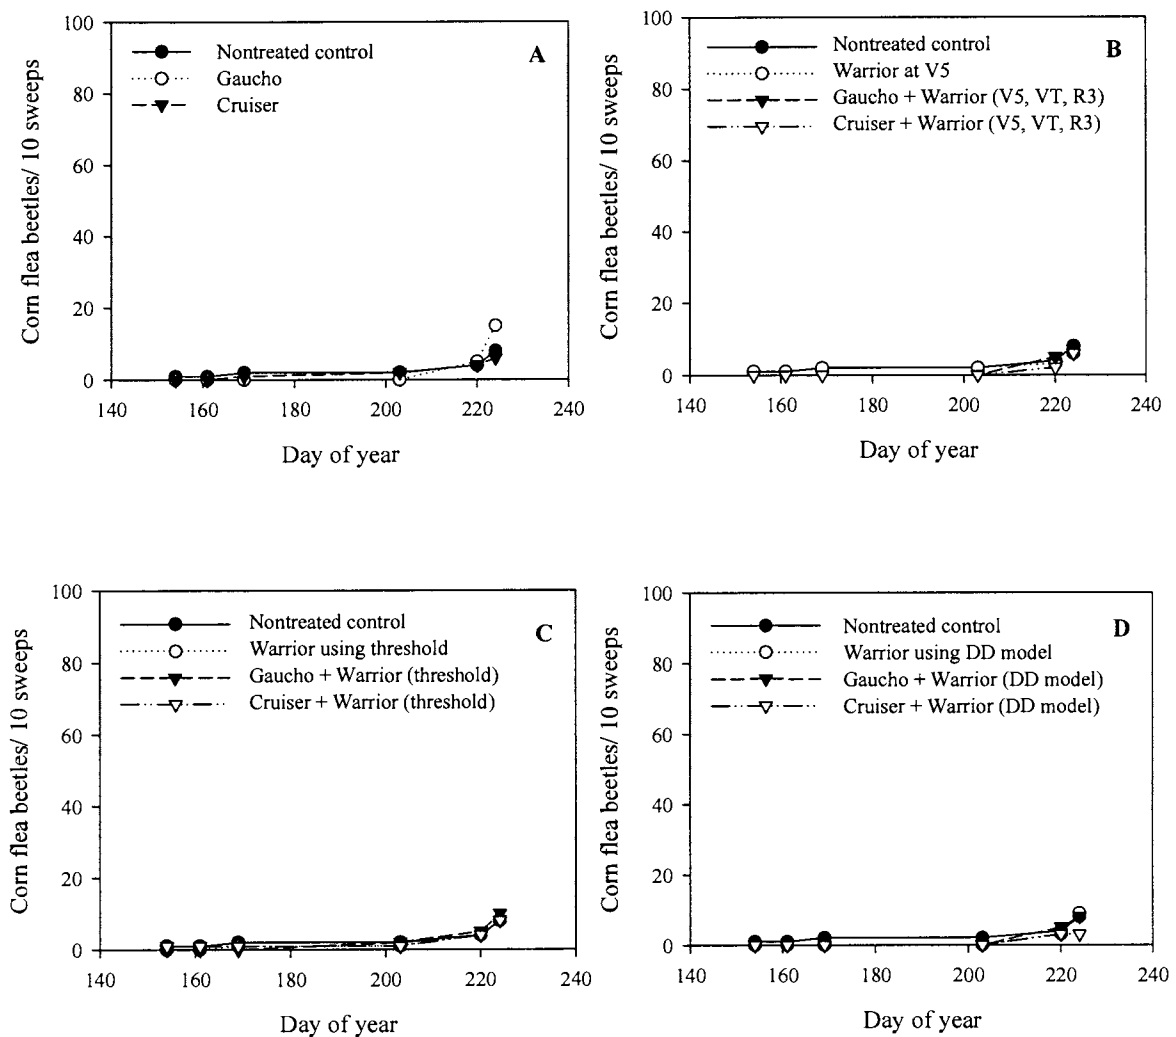 A
Nontreated control
Gaucho
Cruiser
100
80
60
40
20
0
140 160 180 200 220 240
Corn flea beetles/ 10 sweeps
Day of year
B
Nontreated control
Warrior at V5
Gaucho + Warrior (V5, VT, R3)
Cruiser + Warrior (V5, VT, R3)
100
80
60
40
20
0
140 160 180 200 220 240
Corn flea beetles/ 10 sweeps
Day of year
C
Nontreated control
Warrior using threshold
Gaucho + Warrior (threshold)
Cruiser + Warrior (threshold)
100
80
60
40
20
0
140 160 180 200 220 240
Corn flea beetles/ 10 sweeps
Day of year
D
Nontreated control
Warrior using DD model
Gaucho + Warrior (DD model)
Cruiser + Warrior (DD model)
100
80
60
40
20
0
140 160 180 200 220 240
Corn flea beetles/ 10 sweeps
Day of year